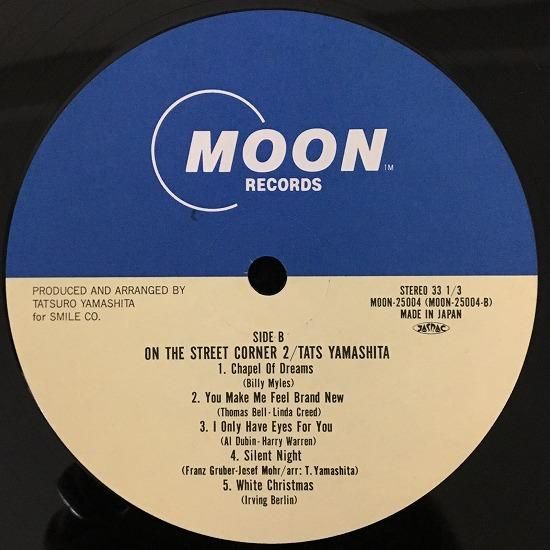 MOON
TM
RECORDS
PRODUCED AND ARRANGED BY
TATSURO YAMASHITA
for SMILE CO.
STEREO 33 1/3
MOON-25004 (MOON-25004-B)
MADE IN JAPAN
JASRAC
SIDE B
ON THE STREET CORNER 2/TATS YAMASHITA
1. Chapel Of Dreams
(Billy Myles)
2. You Make Me Feel Brand New
(Thomas Bell-Linda Creed)
3. I Only Have Eyes For You
(Al Dubin-Harry Warren)
4. Silent Night
(Franz Gruber-Josef Mohr/arr: T. Yamashita)
5. White Christmas
(Irving Berlin)